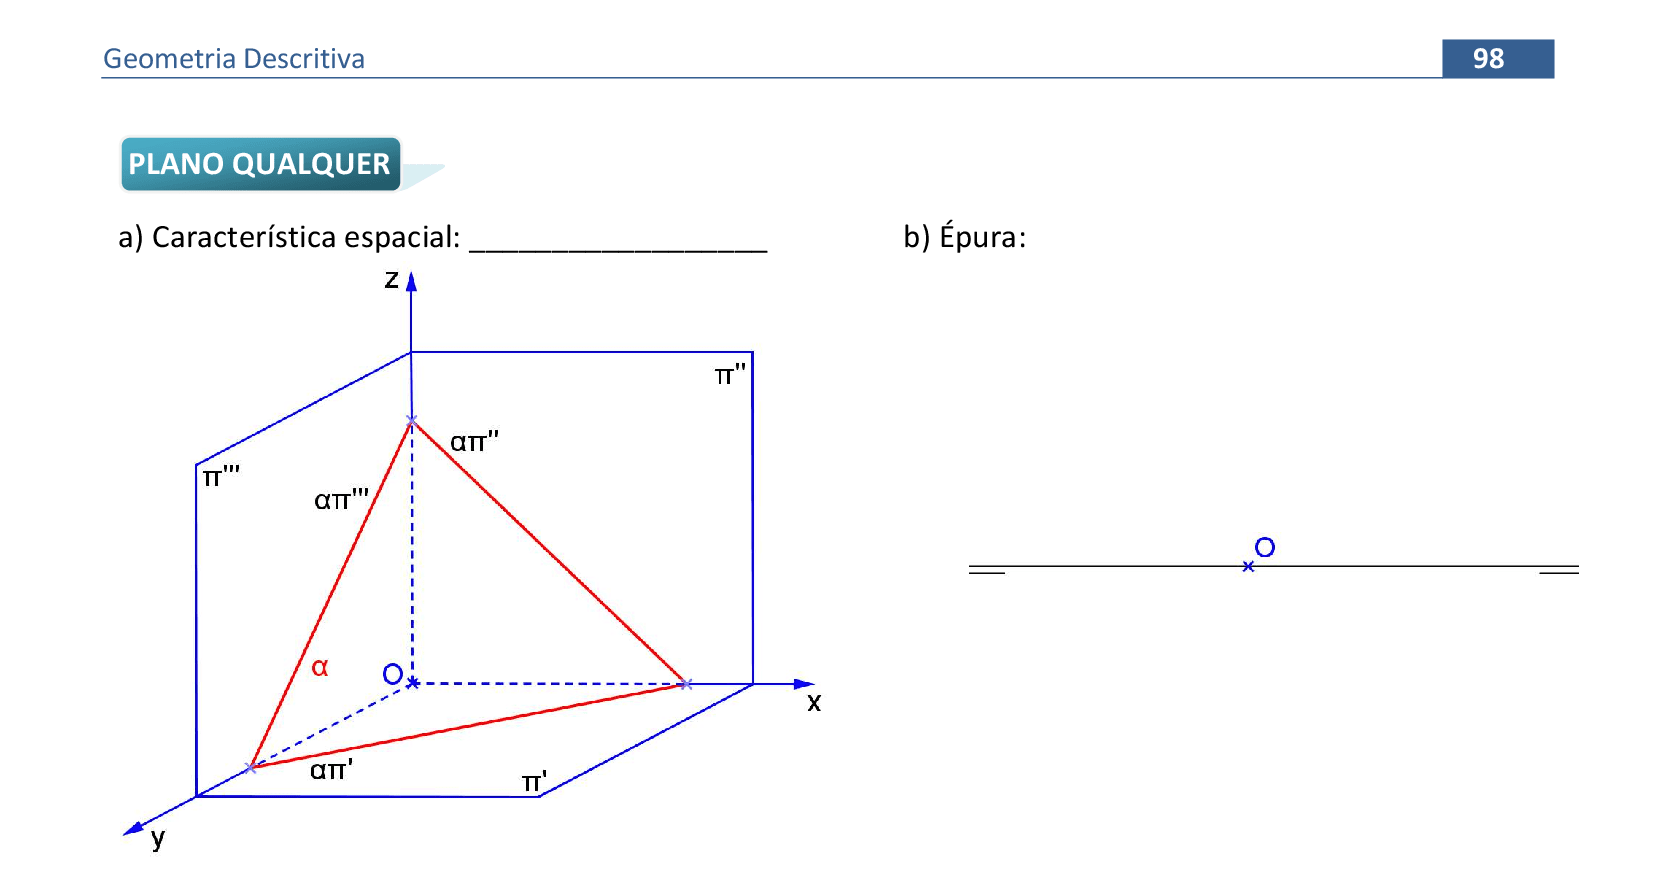 Geometria Descritiva 98
PLANO QUALQUER
a) Característica espacial: ___________________ b) Épura:
z
π''
απ''
π'''
απ'''
O
α
O
x
απ'
π'
y